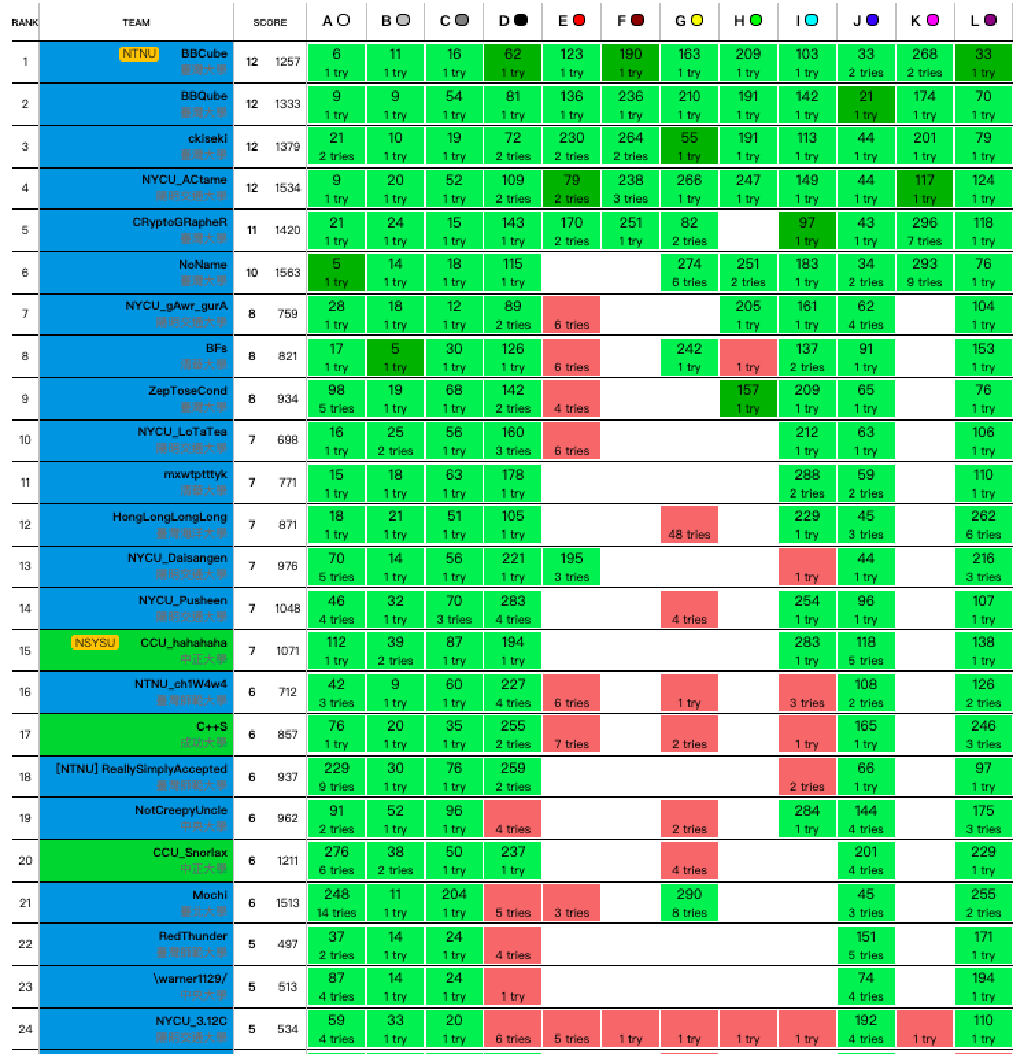 RANK TEAM SCORE A B C D E F G H I J K L
1 NTNU BBCube 12 1257 6 11 16 62 123 190 163 209 103 33 268 33
1 try 1 try 1 try 1 try 1 try 1 try 1 try 1 try 1 try 2 tries 2 tries 1 try
2 BBQube 12 1333 9 9 54 81 136 236 210 191 142 21 174 70
1 try 1 try 1 try 1 try 1 try 1 try 1 try 1 try 1 try 1 try 1 try 1 try
3 ckiseki 12 1379 21 10 19 72 230 264 55 191 113 44 201 79
2 tries 1 try 1 try 2 tries 2 tries 2 tries 1 try 1 try 1 try 1 try 1 try 1 try
4 NYCU_ACtame 12 1534 9 20 52 109 79 238 266 247 149 44 117 124
1 try 1 try 1 try 2 tries 2 tries 3 tries 1 try 1 try 1 try 1 try 1 try 1 try
5 CRyptoGRapheR 11 1420 21 24 15 143 170 251 82 97 43 296 118
1 try 1 try 1 try 1 try 2 tries 1 try 2 tries 1 try 1 try 7 tries 1 try
6 NoName 10 1563 5 14 18 115 274 251 183 34 293 76
1 try 1 try 1 try 1 try 6 tries 2 tries 1 try 2 tries 9 tries 1 try
7 NYCU_gAwr_gurA 8 759 28 18 12 89 205 161 62 104
1 try 1 try 1 try 2 tries 6 tries 1 try 1 try 4 tries 1 try
8 BFs 8 821 17 5 30 126 242 137 91 153
1 try 1 try 1 try 1 try 6 tries 1 try 1 try 2 tries 1 try 1 try
9 ZepToseCond 8 934 98 19 68 142 157 209 65 76
5 tries 1 try 1 try 2 tries 4 tries 1 try 1 try 1 try 1 try
10 NYCU_LoTaTea 7 698 16 25 56 160 212 63 106
1 try 2 tries 1 try 3 tries 6 tries 1 try 1 try 1 try
11 mxwtptttyk 7 771 15 18 63 178 288 59 110
1 try 1 try 1 try 1 try 2 tries 2 tries 1 try
12 HongLongLongLong 7 871 18 21 51 105 229 45 262
1 try 1 try 1 try 1 try 48 tries 1 try 3 tries 6 tries
13 NYCU_Daisangen 7 976 70 14 56 221 195 44 216
5 tries 1 try 1 try 1 try 3 tries 1 try 1 try 3 tries
14 NYCU_Pusheen 7 1048 46 32 70 283 254 96 107
4 tries 1 try 3 tries 4 tries 4 tries 1 try 1 try 1 try
15 NSYSU CCU_hahahaha 7 1071 112 39 87 194 283 118 138
中正大學 1 try 2 tries 1 try 1 try 1 try 5 tries 1 try
16 NTNU_ch1W4w4 6 712 42 9 60 227 108 126
3 tries 1 try 1 try 4 tries 6 tries 1 try 3 tries 2 tries 2 tries
17 C++S 6 857 76 20 35 255 165 246
成功大學 1 try 1 try 1 try 2 tries 7 tries 2 tries 1 try 1 try 3 tries
18 [NTNU] ReallySimplyAccepted 6 937 229 30 76 259 66 97
9 tries 1 try 1 try 2 tries 2 tries 1 try 1 try
19 NotCreepyUncle 6 962 91 52 96 284 144 175
2 tries 1 try 1 try 4 tries 2 tries 1 try 4 tries 3 tries
20 CCU_Snorlax 6 1211 276 38 50 237 201 229
中正大學 6 tries 2 tries 1 try 1 try 4 tries 4 tries 1 try
21 Mochi 6 1513 248 11 204 290 45 255
14 tries 1 try 1 try 5 tries 3 tries 8 tries 3 tries 2 tries
22 RedThunder 5 497 37 14 24 151 171
2 tries 1 try 1 try 4 tries 5 tries 1 try
23 \warner1129/ 5 513 87 14 24 74 194
4 tries 1 try 1 try 1 try 4 tries 1 try
24 NYCU_3.12C 5 534 59 33 20 192 110
4 tries 1 try 1 try 6 tries 5 tries 1 try 1 try 1 try 1 try 4 tries 1 try 1 try